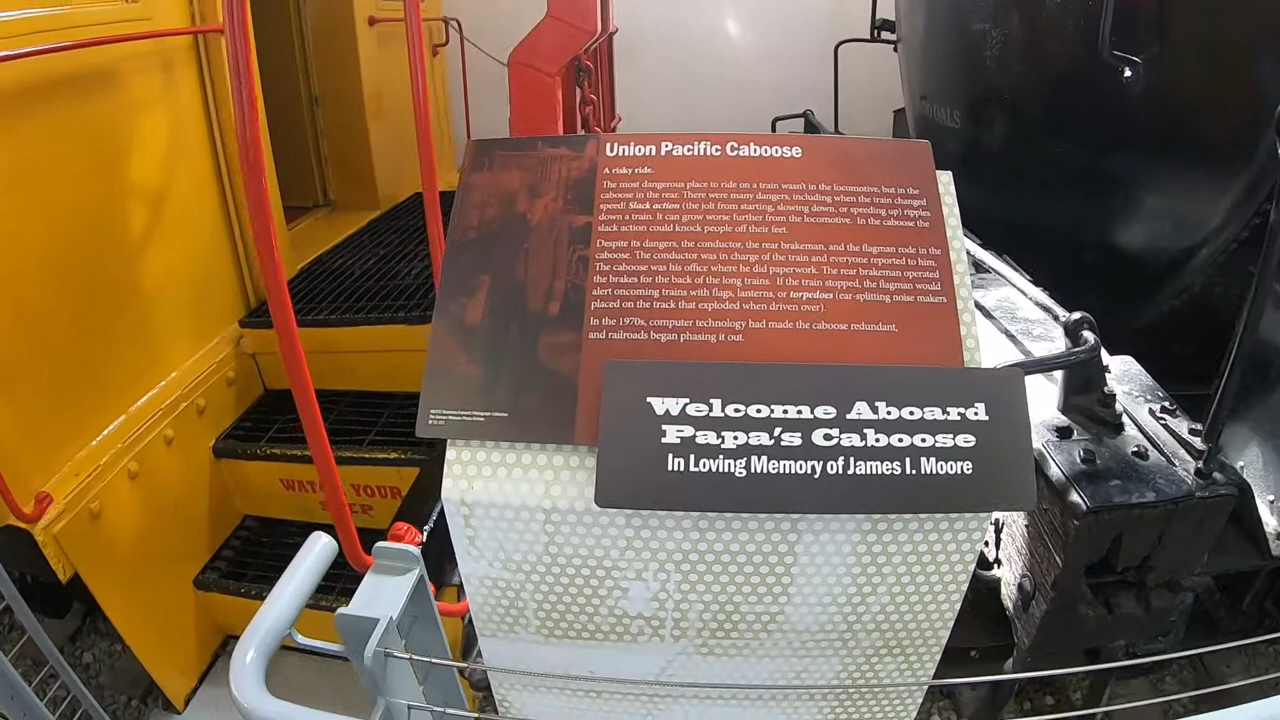 Union Pacific Caboose
A risky ride.
The most dangerous place to ride on a train wasn't in the locomotive, but in the
caboose in the rear. There were many dangers, including when the train changed
speed! Slack action (the jolt from starting, slowing down, or speeding up) ripples
down a train. It can grow worse further from the locomotive. In the caboose the
slack action could knock people off their feet.
Despite its dangers, the conductor, the rear brakeman, and the flagman rode in the
caboose. The conductor was in charge of the train and everyone reported to him.
The caboose was his office where he did paperwork. The rear brakeman operated
the brakes for the back of the long trains. If the train stopped, the flagman would
alert oncoming trains with flags, lanterns, or torpedoes (ear-splitting noise makers
placed on the track that exploded when driven over).
In the 1970s, computer technology had made the caboose redundant,
and railroads began phasing it out.
Welcome Aboard
Papa's Caboose
In Loving Memory of James I. Moore
WATCH YOUR
STEP